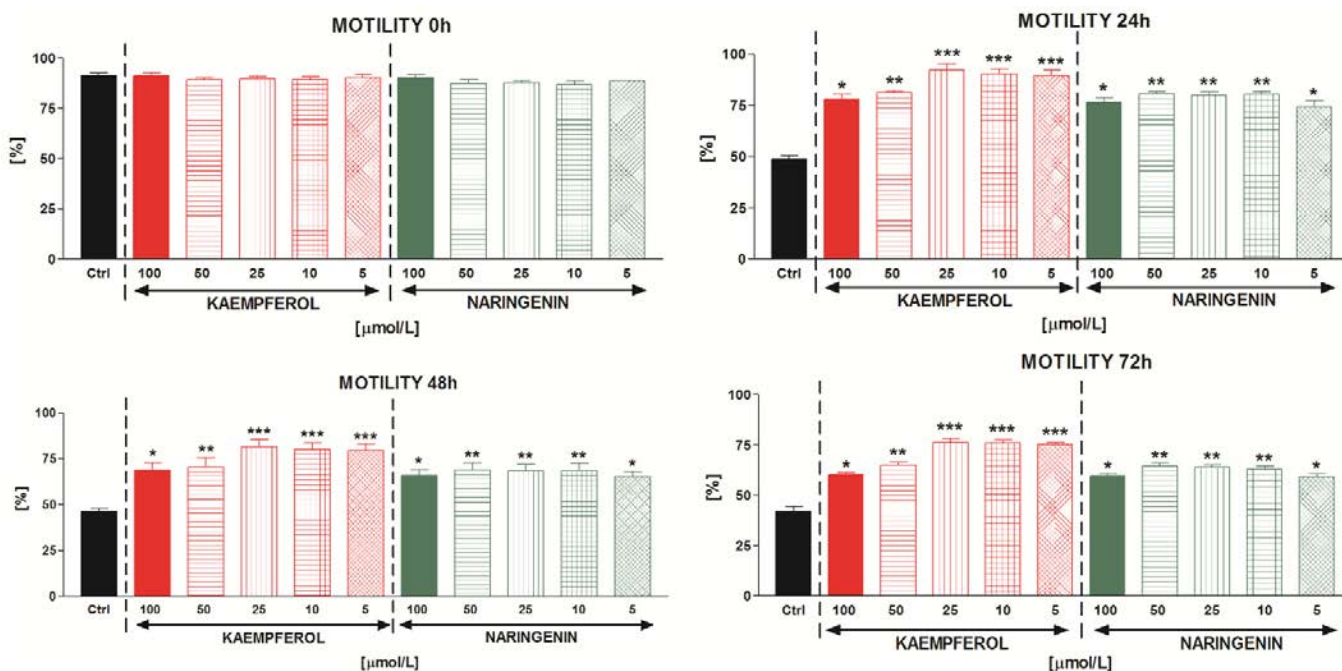 MOTILITY 0h
100
75
50
25
0
[%]
Ctrl 100 50 25 10 5 100 50 25 10 5
KAEMPFEROL NARINGENIN
[µmol/L]
MOTILITY 24h
100
75
50
25
0
[%]
* ** *** *** *** * ** ** ** *
Ctrl 100 50 25 10 5 100 50 25 10 5
KAEMPFEROL NARINGENIN
[µmol/L]
MOTILITY 48h
100
75
50
25
0
[%]
* ** *** *** *** * ** ** ** *
Ctrl 100 50 25 10 5 100 50 25 10 5
KAEMPFEROL NARINGENIN
[µmol/L]
MOTILITY 72h
100
75
50
25
0
[%]
* ** *** *** *** * ** ** ** *
Ctrl 100 50 25 10 5 100 50 25 10 5
KAEMPFEROL NARINGENIN
[µmol/L]